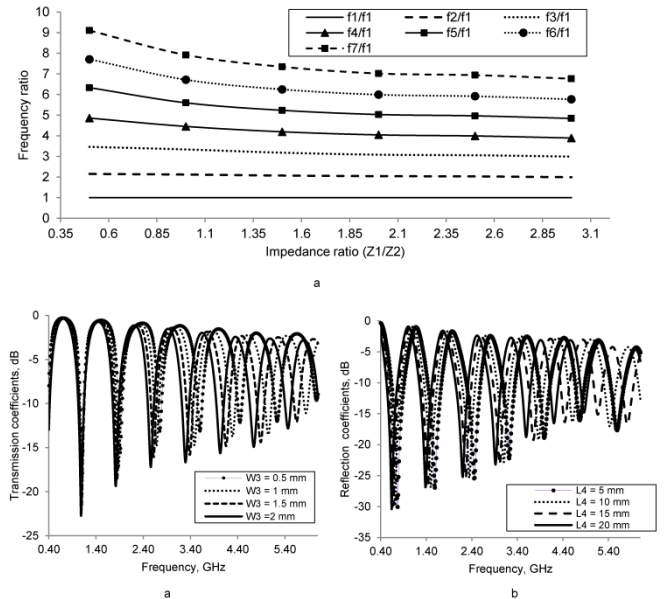 f1/f1 f2/f1 f3/f1
f4/f1 f5/f1 f6/f1
f7/f1
Frequency ratio
10
9
8
7
6
5
4
3
2
1
0
0.35 0.6 0.85 1.1 1.35 1.6 1.85 2.1 2.35 2.6 2.85 3.1
Impedance ratio (Z1/Z2)
a
Transmission coefficients, dB
0
-5
-10
-15
-20
-25
W3 = 0.5 mm
W3 = 1 mm
W3 = 1.5 mm
W3 =2 mm
0.40 1.40 2.40 3.40 4.40 5.40
Frequency, GHz
a
Reflection coefficients, dB
0
-5
-10
-15
-20
-25
-30
-35
L4 = 5 mm
L4 = 10 mm
L4 = 15 mm
L4 = 20 mm
0.40 1.40 2.40 3.40 4.40 5.40
Frequency, GHz
b